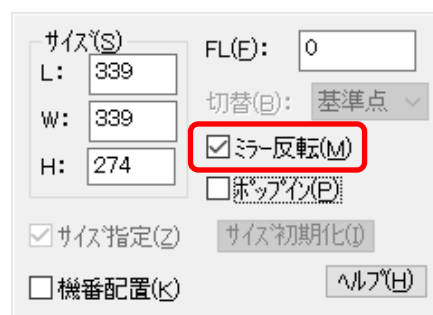 サイズ(S)
L: 339
W: 339
H: 274
FL(F): 0
切替(B): 基準点
ミラー反転(M)
ポップイン(P)
サイズ指定(Z)
サイズ初期化(I)
機番配置(K)
ヘルプ(H)